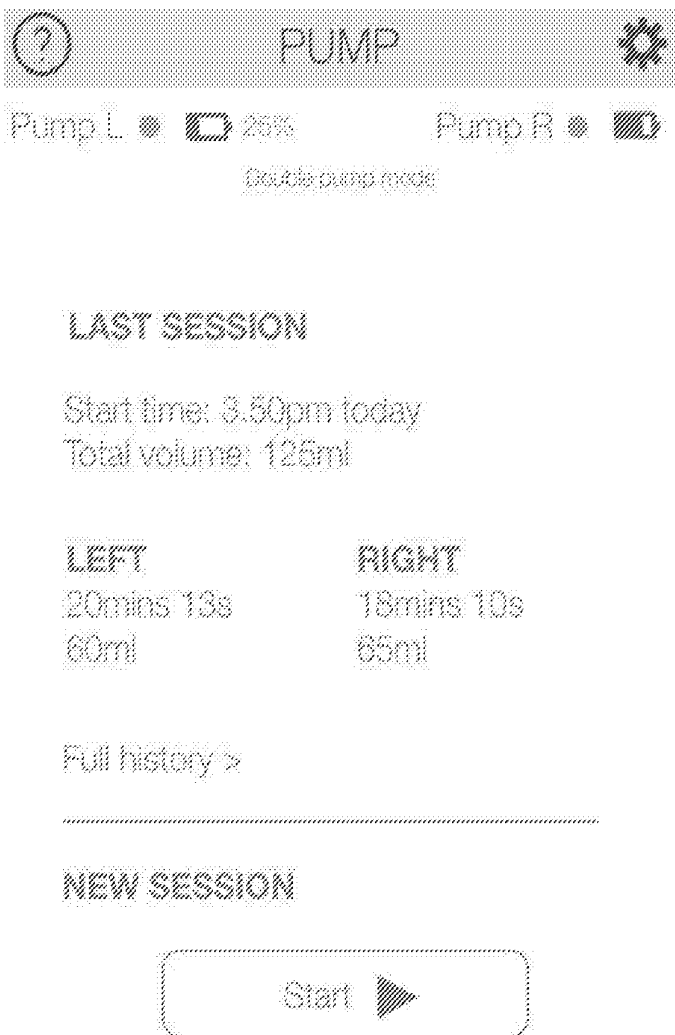 ? PUMP
Pump L 25% Pump R
Double pump mode
LAST SESSION
Start time: 3.50pm today
Total volume: 125ml
LEFT RIGHT
20mins 13s 18mins 10s
60ml 65ml
Full history >
NEW SESSION
Start